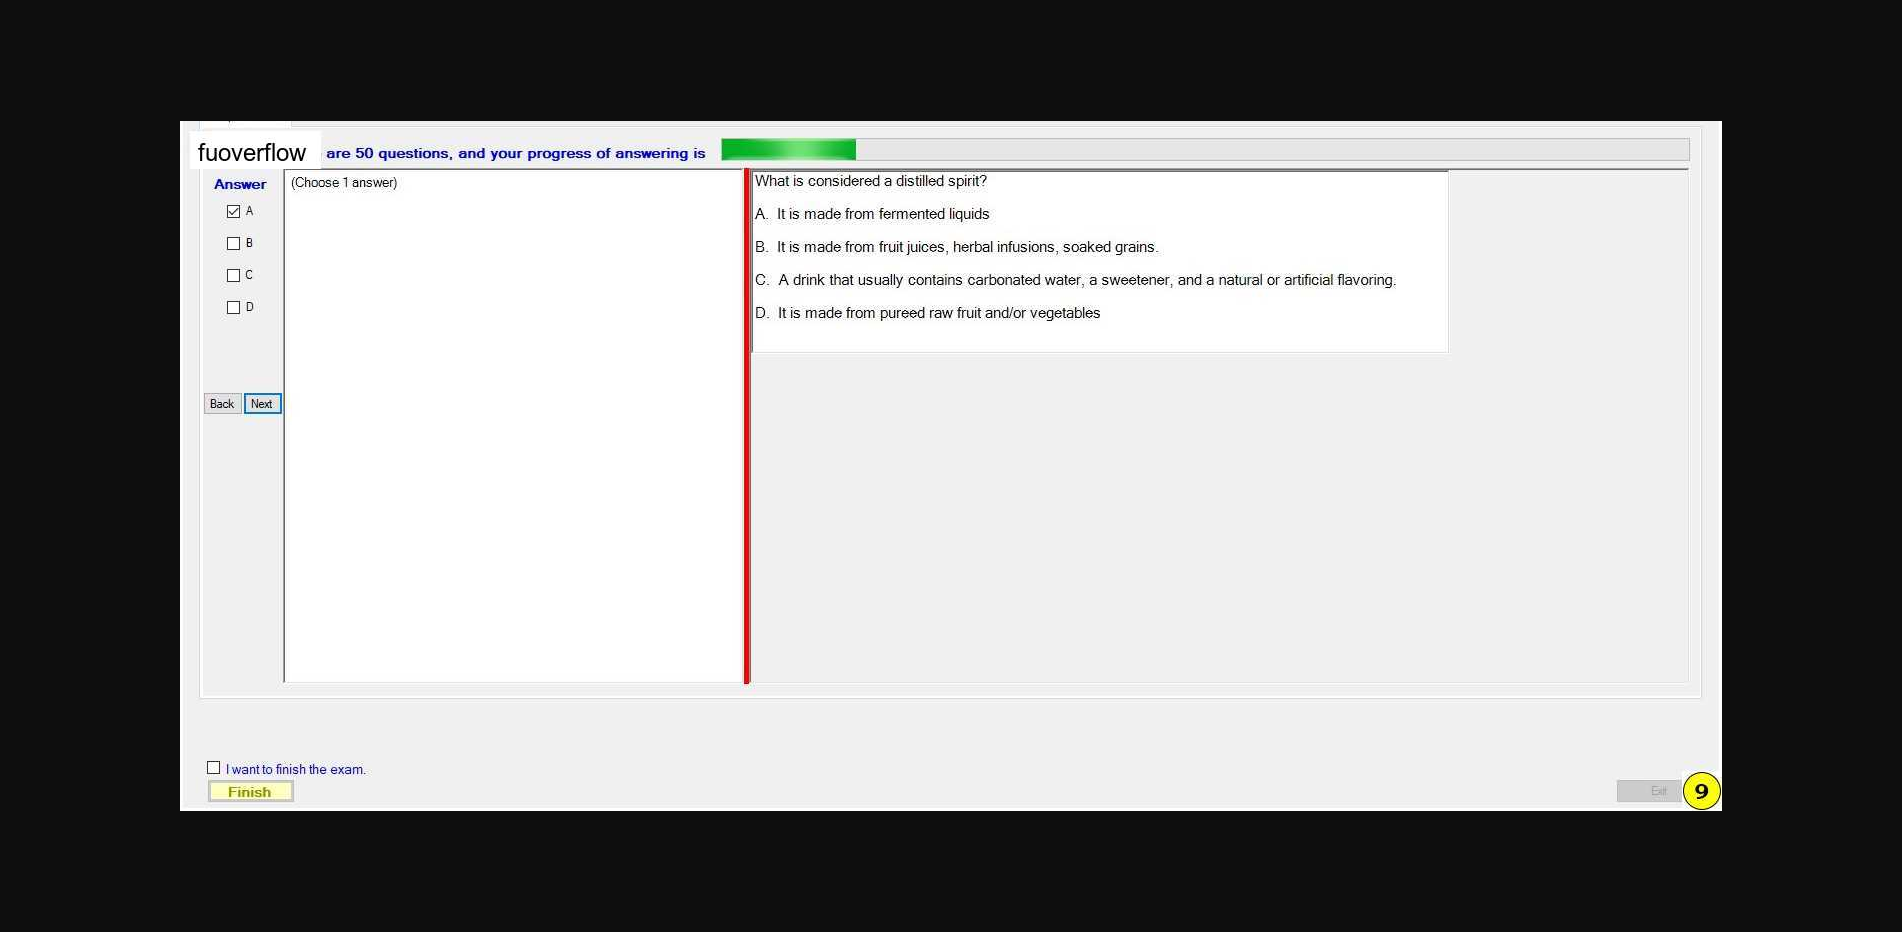 fuoverflow are 50 questions, and your progress of answering is
Answer
A
B
C
D
Back Next
(Choose 1 answer)
What is considered a distilled spirit?
A. It is made from fermented liquids
B. It is made from fruit juices, herbal infusions, soaked grains.
C. A drink that usually contains carbonated water, a sweetener, and a natural or artificial flavoring.
D. It is made from pureed raw fruit and/or vegetables
I want to finish the exam.
Finish
Exit
9